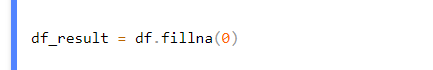 df_result = df.fillna(0)